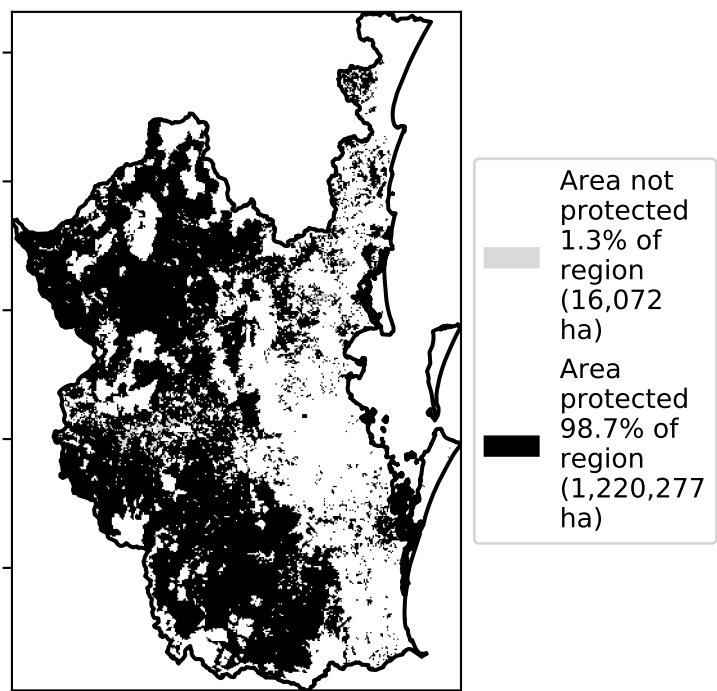 Area not
protected
1.3% of
region
(16,072
ha)
Area
protected
98.7% of
region
(1,220,277
ha)